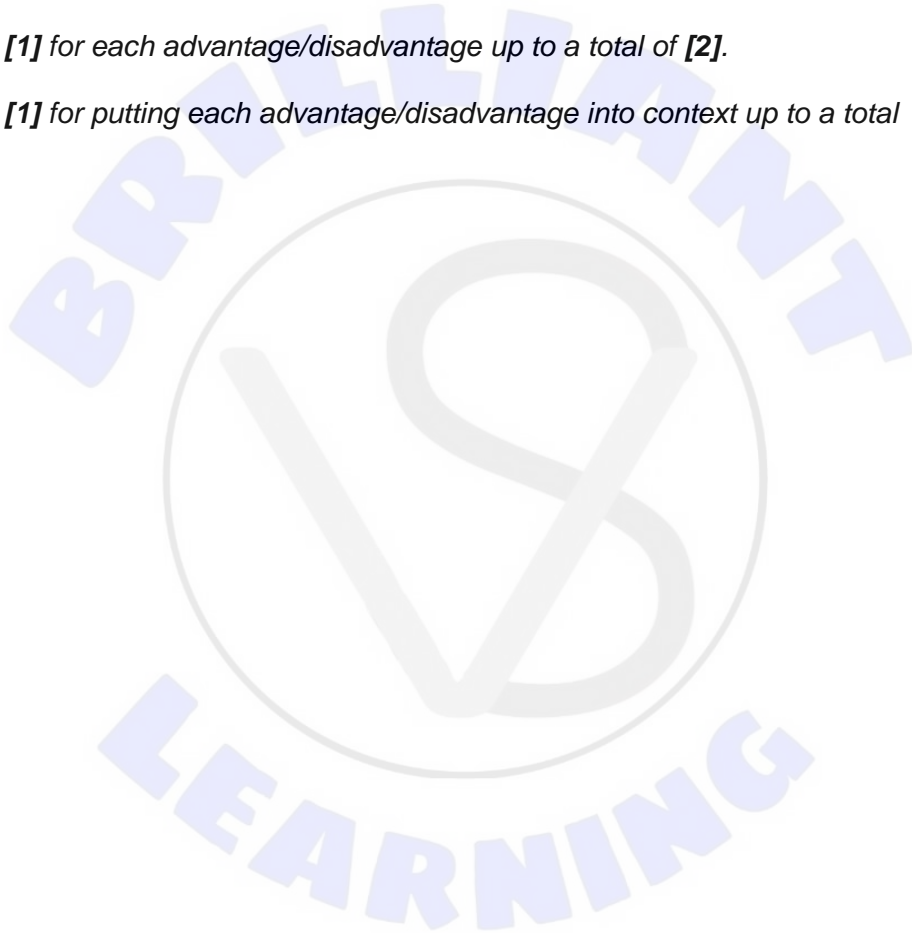 [1] for each advantage/disadvantage up to a total of [2].
[1] for putting each advantage/disadvantage into context up to a total
BRILLIANT
VS
LEARNING